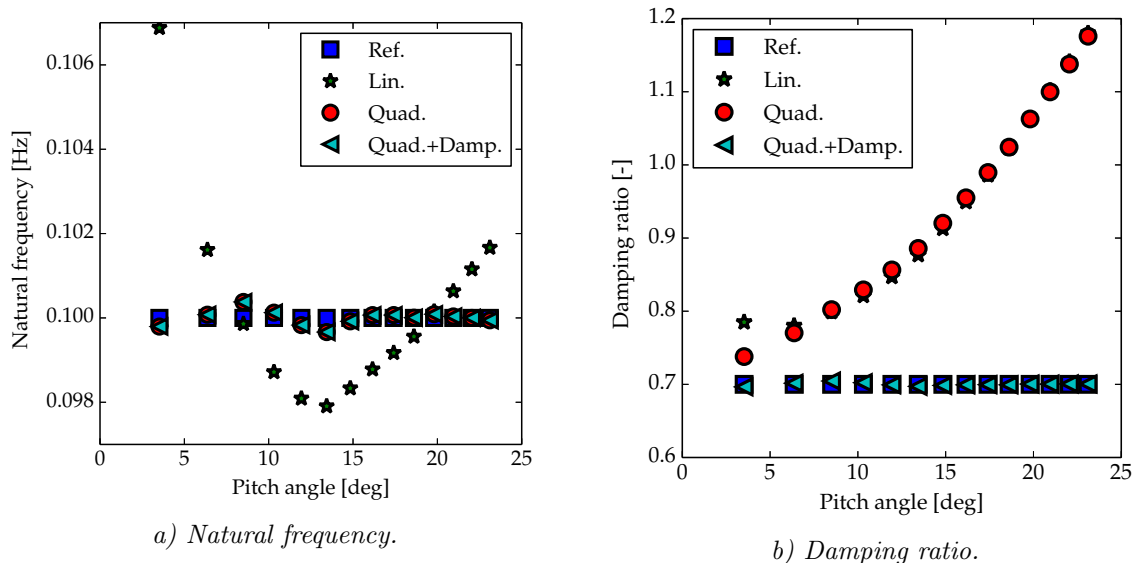 0.106
0.104
0.102
0.100
0.098
Natural frequency [Hz]
Ref.
Lin.
Quad.
Quad.+Damp.
0 5 10 15 20 25
Pitch angle [deg]
a) Natural frequency.
1.2
1.1
1.0
0.9
0.8
0.7
0.6
Damping ratio [-]
Ref.
Lin.
Quad.
Quad.+Damp.
0 5 10 15 20 25
Pitch angle [deg]
b) Damping ratio.